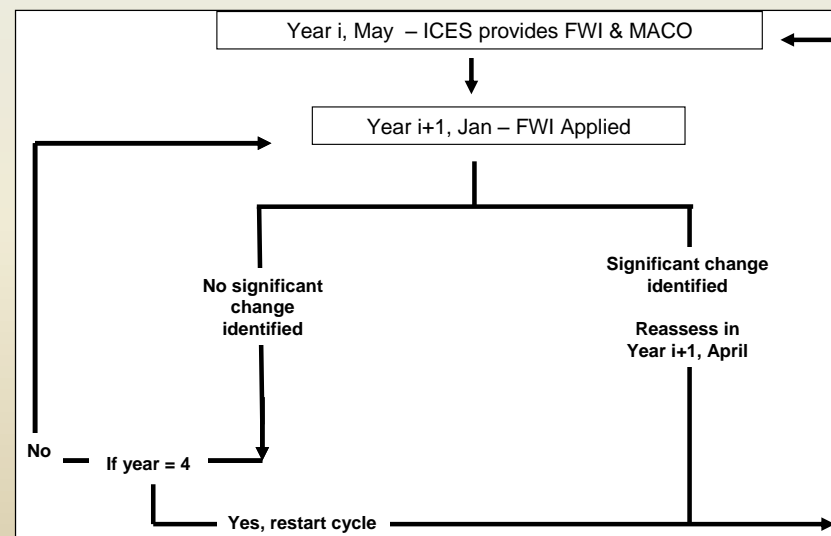 Year i, May – ICES provides FWI & MACO
Year i+1, Jan – FWI Applied
No significant
change
identified
Significant change
identified
Reassess in
Year i+1, April
No
If year = 4
Yes, restart cycle